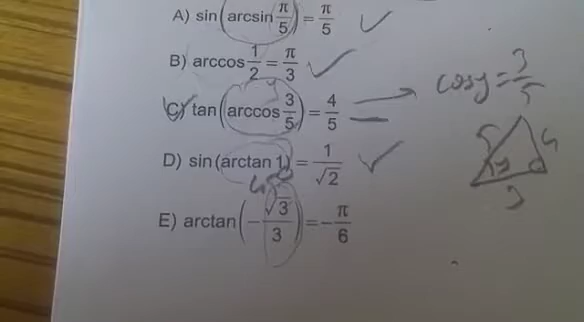 A) sin(arcsin π/5) = π/5 ✓
B) arccos 1/2 = π/3 ✓
cosy = 3/5
C) tan(arccos 3/5) = 4/5
5 4
y
3
D) sin(arctan 1) = 1/√2 ✓
45°
E) arctan(-√3/3) = -π/6